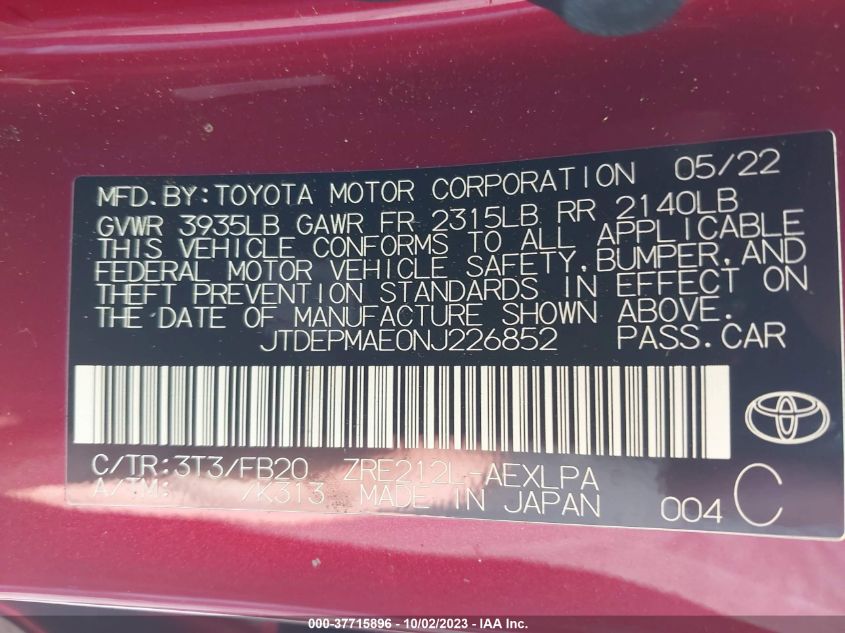 MFD.BY:TOYOTA MOTOR CORPORATION 05/22
GVWR 3935LB GAWR FR 2315LB RR 2140LB
THIS VEHICLE CONFORMS TO ALL APPLICABLE
FEDERAL MOTOR VEHICLE SAFETY,BUMPER,AND
THEFT PREVENTION STANDARDS IN EFFECT ON
THE DATE OF MANUFACTURE SHOWN ABOVE.
JTDEPMAE0NJ226852 PASS.CAR
C/TR:3T3/FB20 ZRE212L-AEXLPA
A/TM: /K313 MADE IN JAPAN 004 C
000-37715896 - 10/02/2023 - IAA Inc.